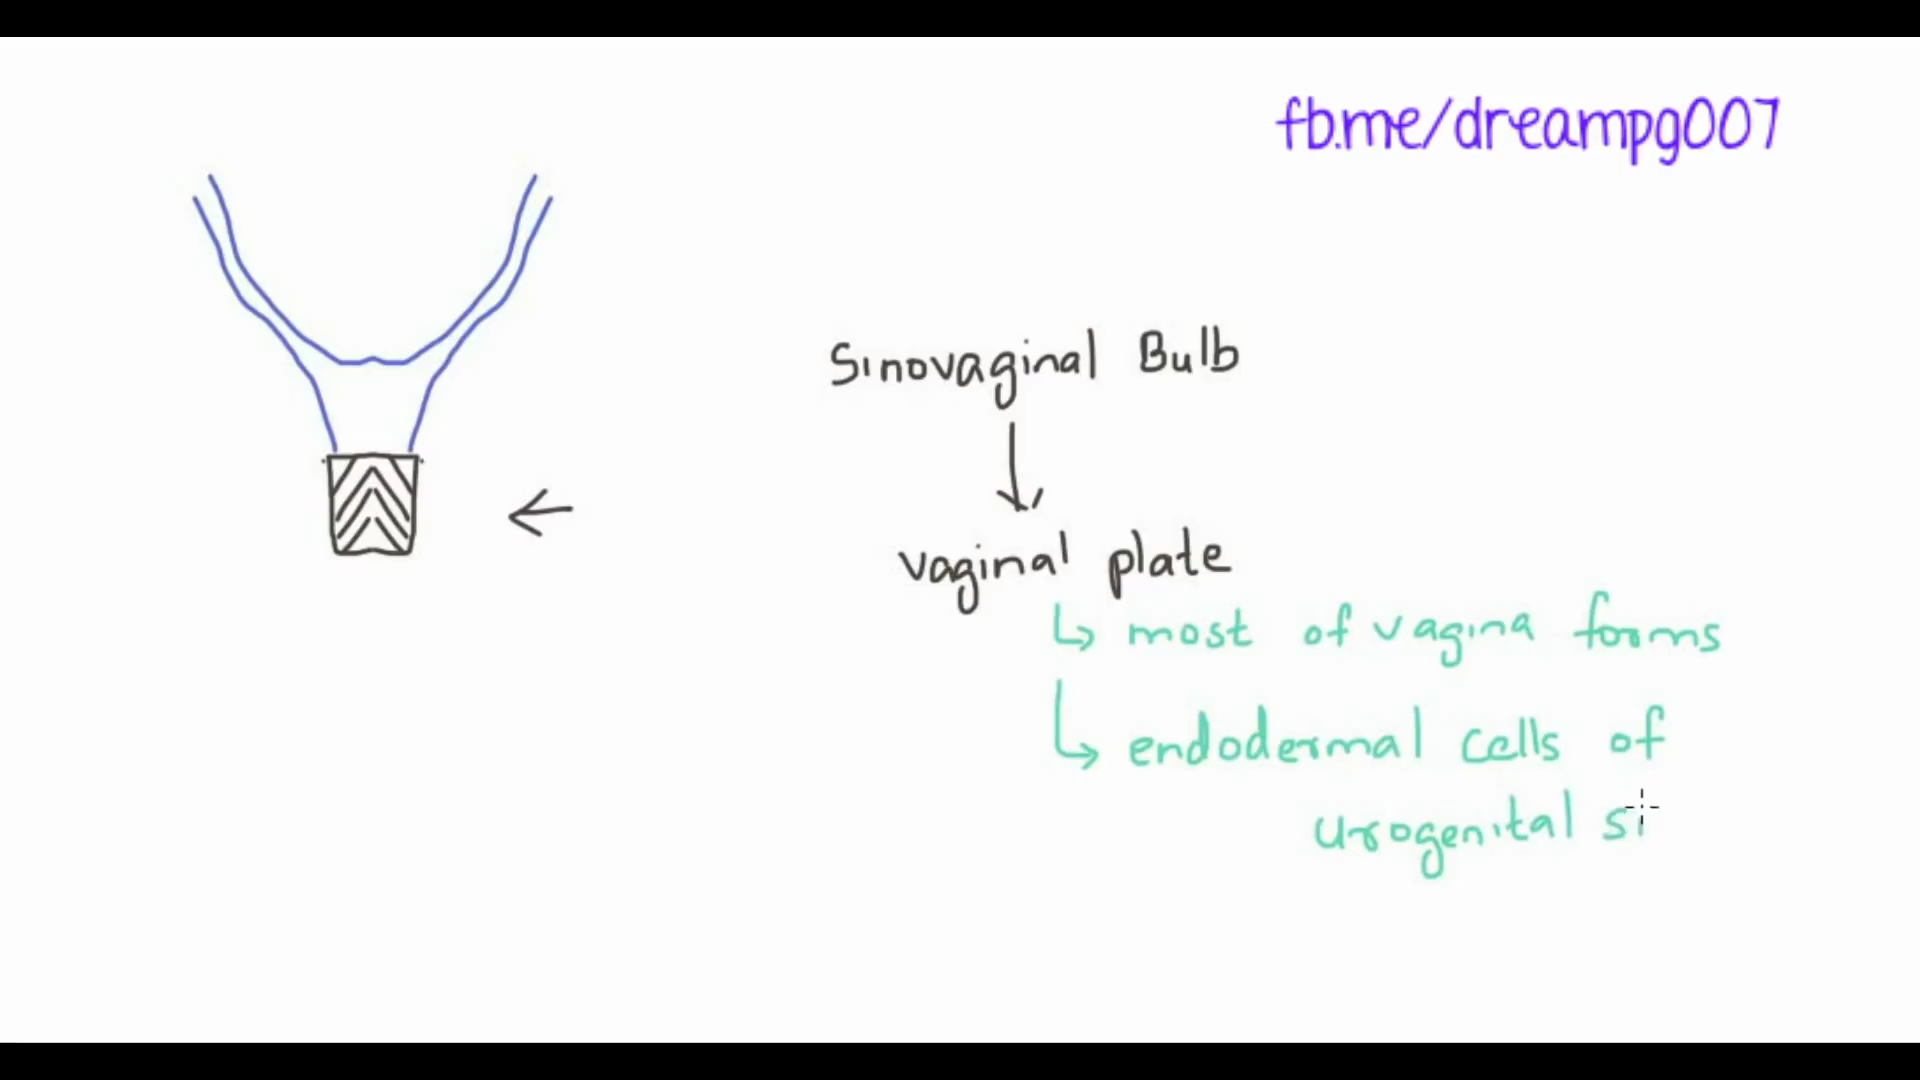 fb.me/dreampg007
Sinovaginal Bulb
vaginal plate
most of vagina forms
endodermal cells of
urogenital si